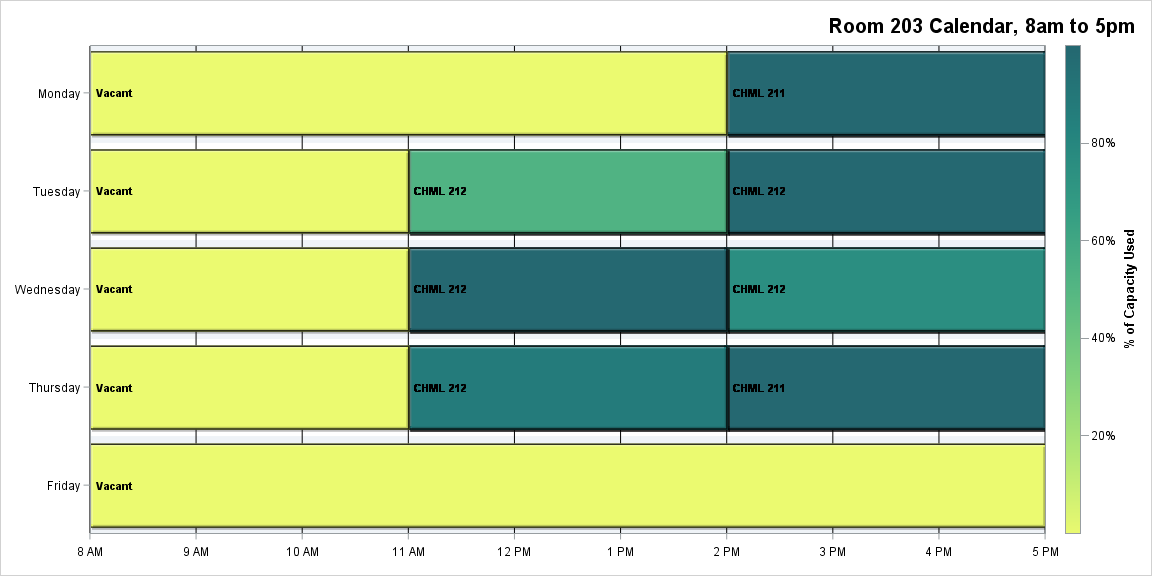 Room 203 Calendar, 8am to 5pm
Monday
Vacant
CHML 211
Tuesday
Vacant
CHML 212
CHML 212
Wednesday
Vacant
CHML 212
CHML 212
Thursday
Vacant
CHML 212
CHML 211
Friday
Vacant
8 AM
9 AM
10 AM
11 AM
12 PM
1 PM
2 PM
3 PM
4 PM
5 PM
80%
60%
40%
20%
% of Capacity Used